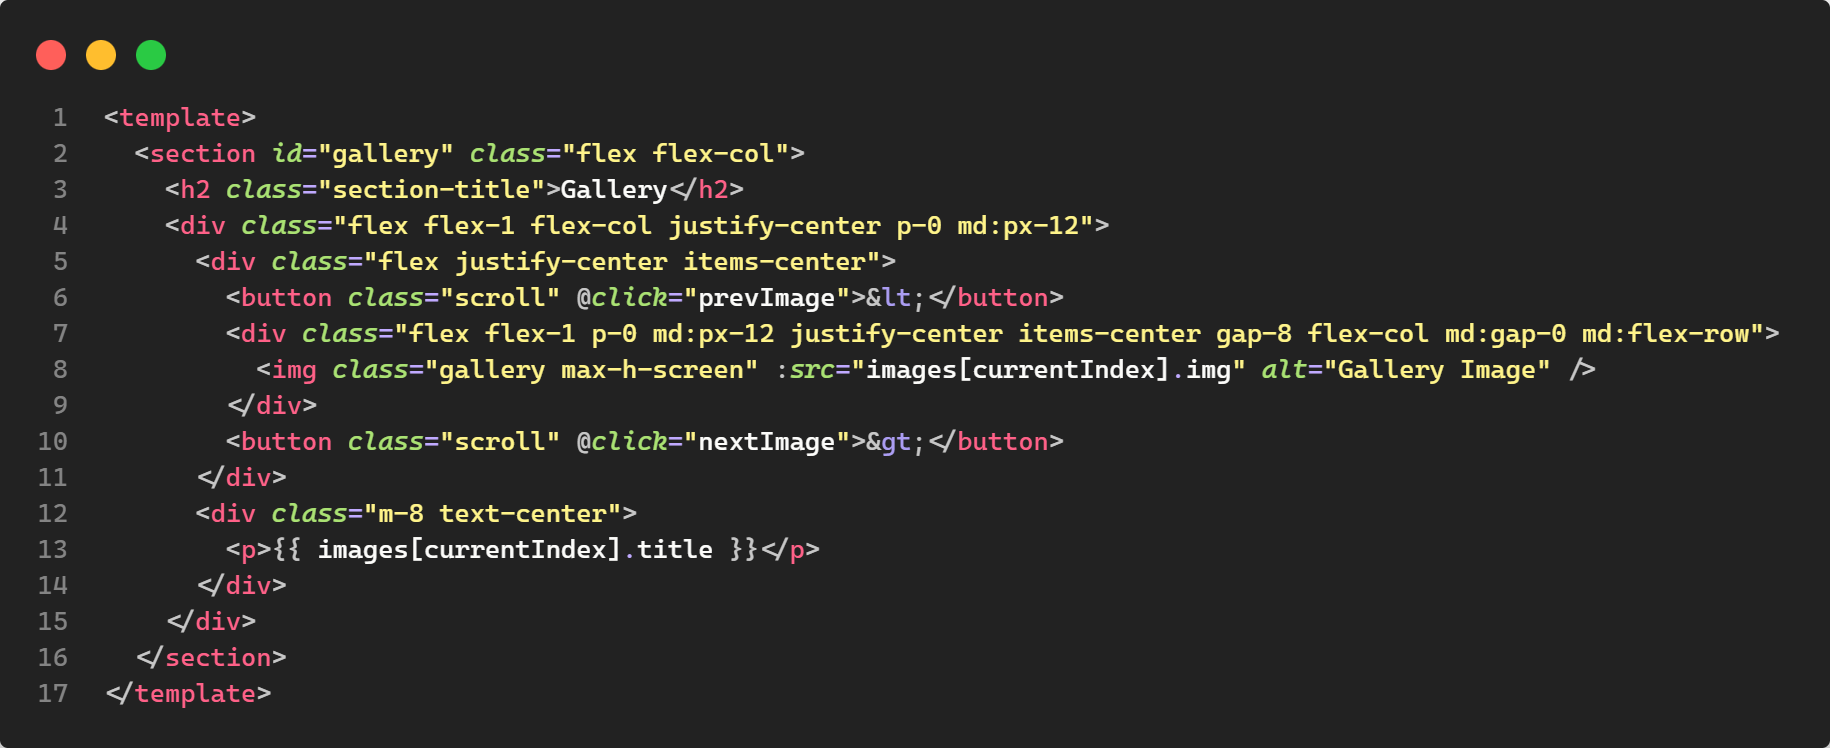 1 <template>
2 <section id="gallery" class="flex flex-col">
3 <h2 class="section-title">Gallery</h2>
4 <div class="flex flex-1 flex-col justify-center p-0 md:px-12">
5 <div class="flex justify-center items-center">
6 <button class="scroll" @click="prevImage">&lt;</button>
7 <div class="flex flex-1 p-0 md:px-12 justify-center items-center gap-8 flex-col md:gap-0 md:flex-row">
8 <img class="gallery max-h-screen" :src="images[currentIndex].img" alt="Gallery Image" />
9 </div>
10 <button class="scroll" @click="nextImage">&gt;</button>
11 </div>
12 <div class="m-8 text-center">
13 <p>{{ images[currentIndex].title }}</p>
14 </div>
15 </div>
16 </section>
17 </template>